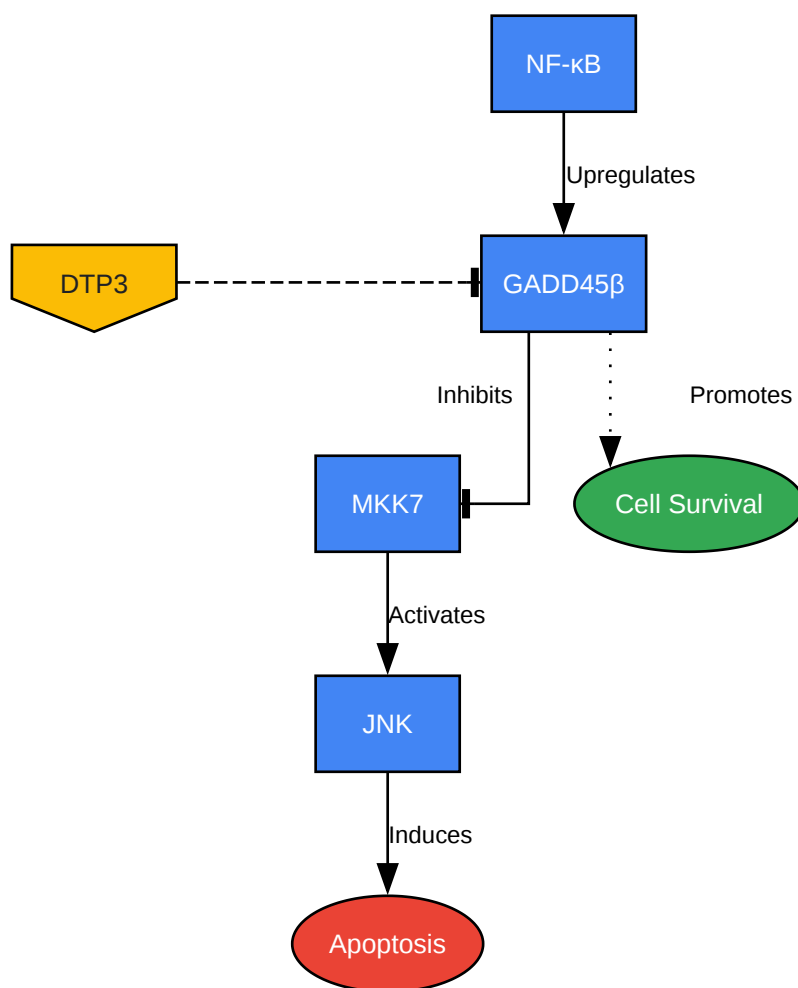 NF-κB
Upregulates
DTP3
GADD45β
Inhibits
Promotes
MKK7
Cell Survival
Activates
JNK
Induces
Apoptosis